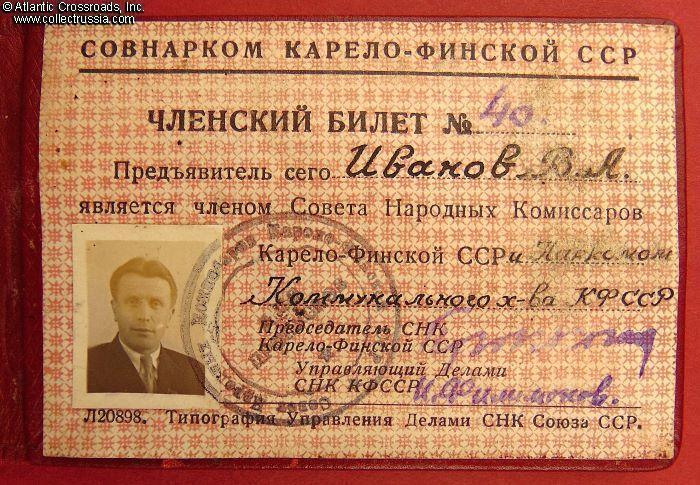 © Atlantic Crossroads, Inc.
www.collectrussia.com
СОВНАРКОМ КАРЕЛО-ФИНСКОЙ ССР
ЧЛЕНСКИЙ БИЛЕТ № 40.
Предъявитель сего Иванов В.А.
является членом Совета Народных Комиссаров
Карело-Финской ССР и Наркомом
Коммунального х-ва КФССР
Председатель СНК
Карело-Финской ССР
Управляющий Делами
СНК КФССР И.Филимонов.
Л20898. Типография Управления Делами СНК Союза ССР.